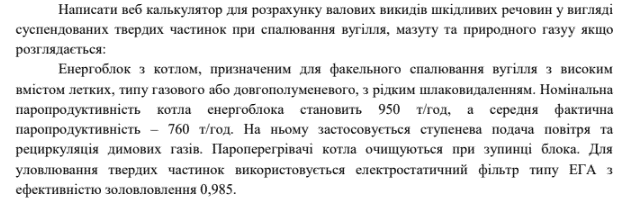 Написати веб калькулятор для розрахунку валових викидів шкідливих речовин у вигляді
суспендованих твердих частинок при спалювання вугілля, мазуту та природного газуу якщо
розглядається:
Енергоблок з котлом, призначеним для факельного спалювання вугілля з високим
вмістом летких, типу газового або довгополуменевого, з рідким шлаковидаленням. Номінальна
паропродуктивність котла енергоблока становить 950 т/год, а середня фактична
паропродуктивність – 760 т/год. На ньому застосовується ступенева подача повітря та
рециркуляція димових газів. Пароперегрівачі котла очищуються при зупинці блока. Для
уловлювання твердих частинок використовується електростатичний фільтр типу ЕГА з
ефективністю золовловлення 0,985.